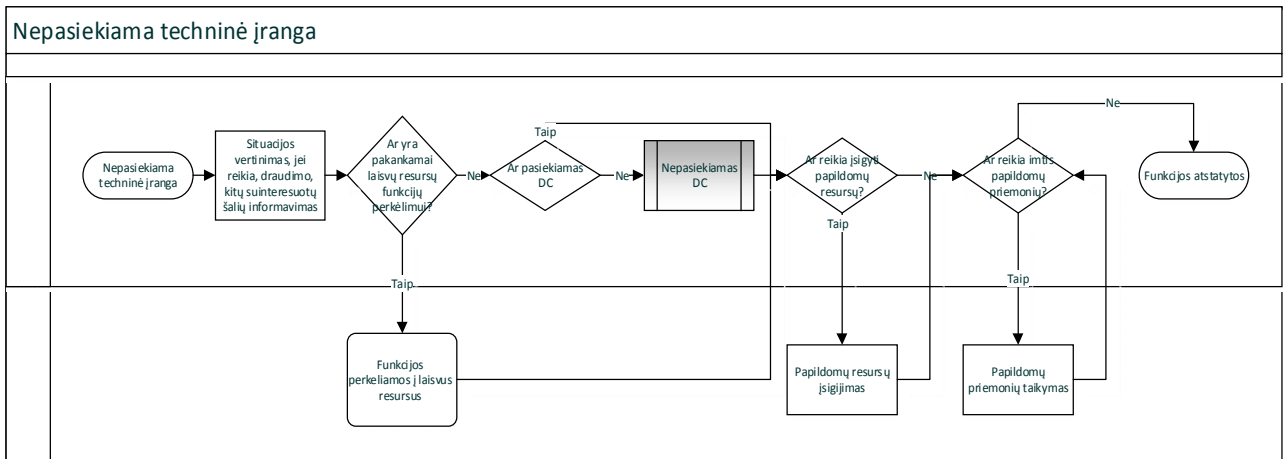 Nepasiekiama techninė įranga
Nepasiekiama
techninė įranga
Situacijos
vertinimas, jei
reikia, draudimo,
kitų suinteresuotų
šalių informavimas
Ar yra
pakankamai
laisvų resursų
funkcijų
perkėlimui?
Ne
Taip
Ar pasiekiamas
DC
Taip
Ne
Nepasiekiamas
DC
Ar reikia įsigyti
papildomų
resursų?
Ne
Taip
Ar reikia imtis
papildomų
priemonių?
Ne
Taip
Funkcijos atstatytos
Funkcijos
perkeliamos į laisvus
resursus
Papildomų resursų
įsigijimas
Papildomų
priemonių taikymas